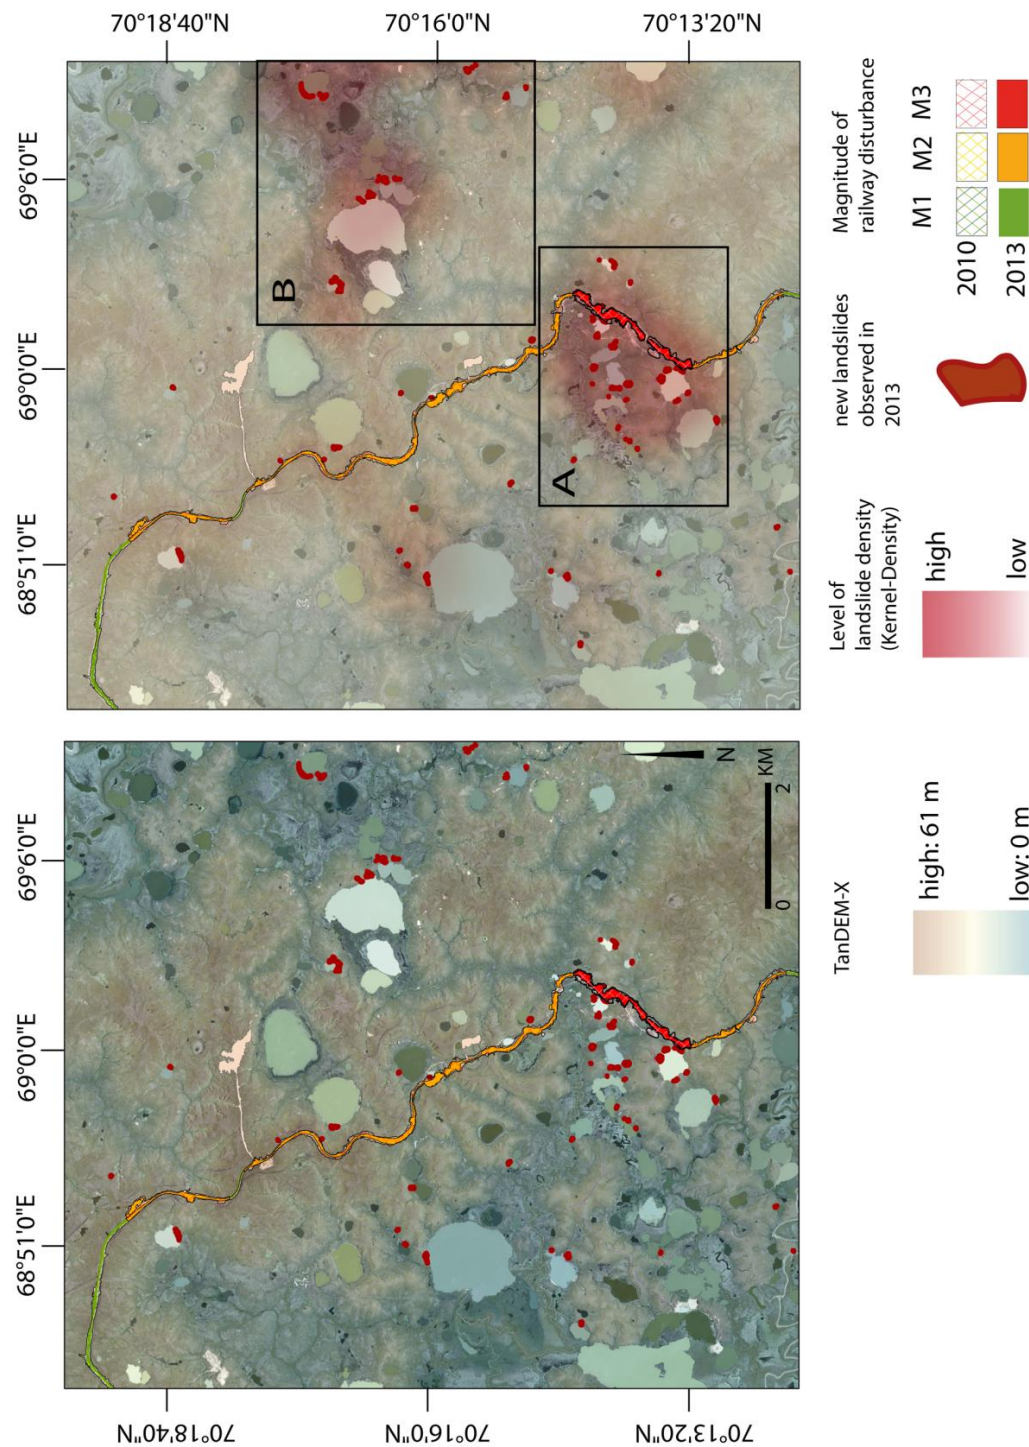 70°18'40"N
70°16'0"N
70°13'20"N
69°6'0"E
69°0'0"E
68°51'0"E
B
A
69°6'0"E
69°0'0"E
68°51'0"E
N
KM
0
2
70°18'40"N
70°16'0"N
70°13'20"N
TanDEM-X
high: 61 m
low: 0 m
Level of
landslide density
(Kernel-Density)
high
low
new landslides
observed in
2013
Magnitude of
railway disturbance
M1 M2 M3
2010
2013